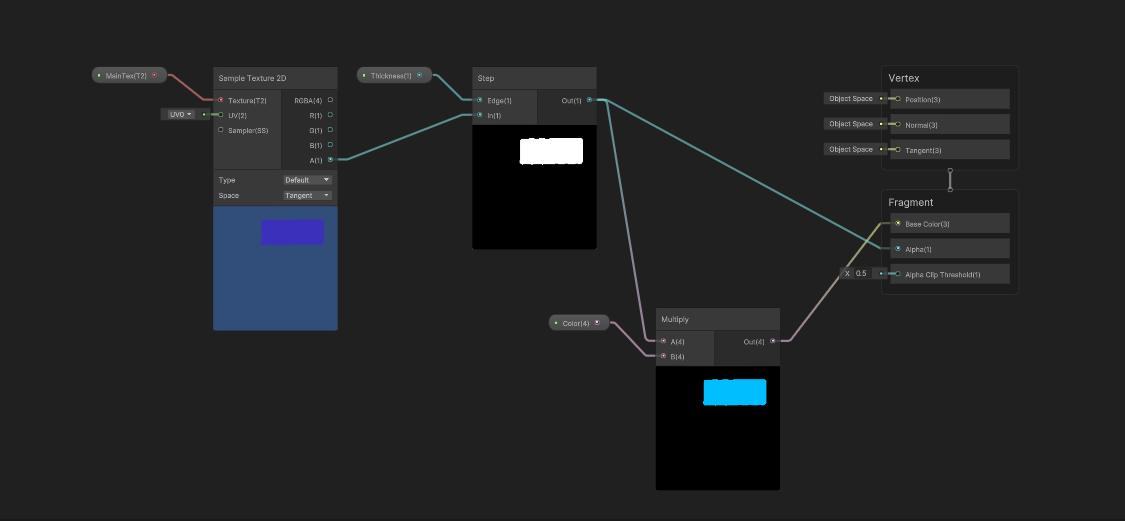 MainTex(T2)
Sample Texture 2D
Texture(T2)
RGBA(4)
UV0
UV(2)
R(1)
Sampler(SS)
G(1)
B(1)
A(1)
Type
Default
Space
Tangent
Thickness(1)
Step
Edge(1)
Out(1)
In(1)
Color(4)
Multiply
A(4)
Out(4)
B(4)
Vertex
Object Space
Position(3)
Object Space
Normal(3)
Object Space
Tangent(3)
Fragment
Base Color(3)
Alpha(1)
X 0.5
Alpha Clip Threshold(1)